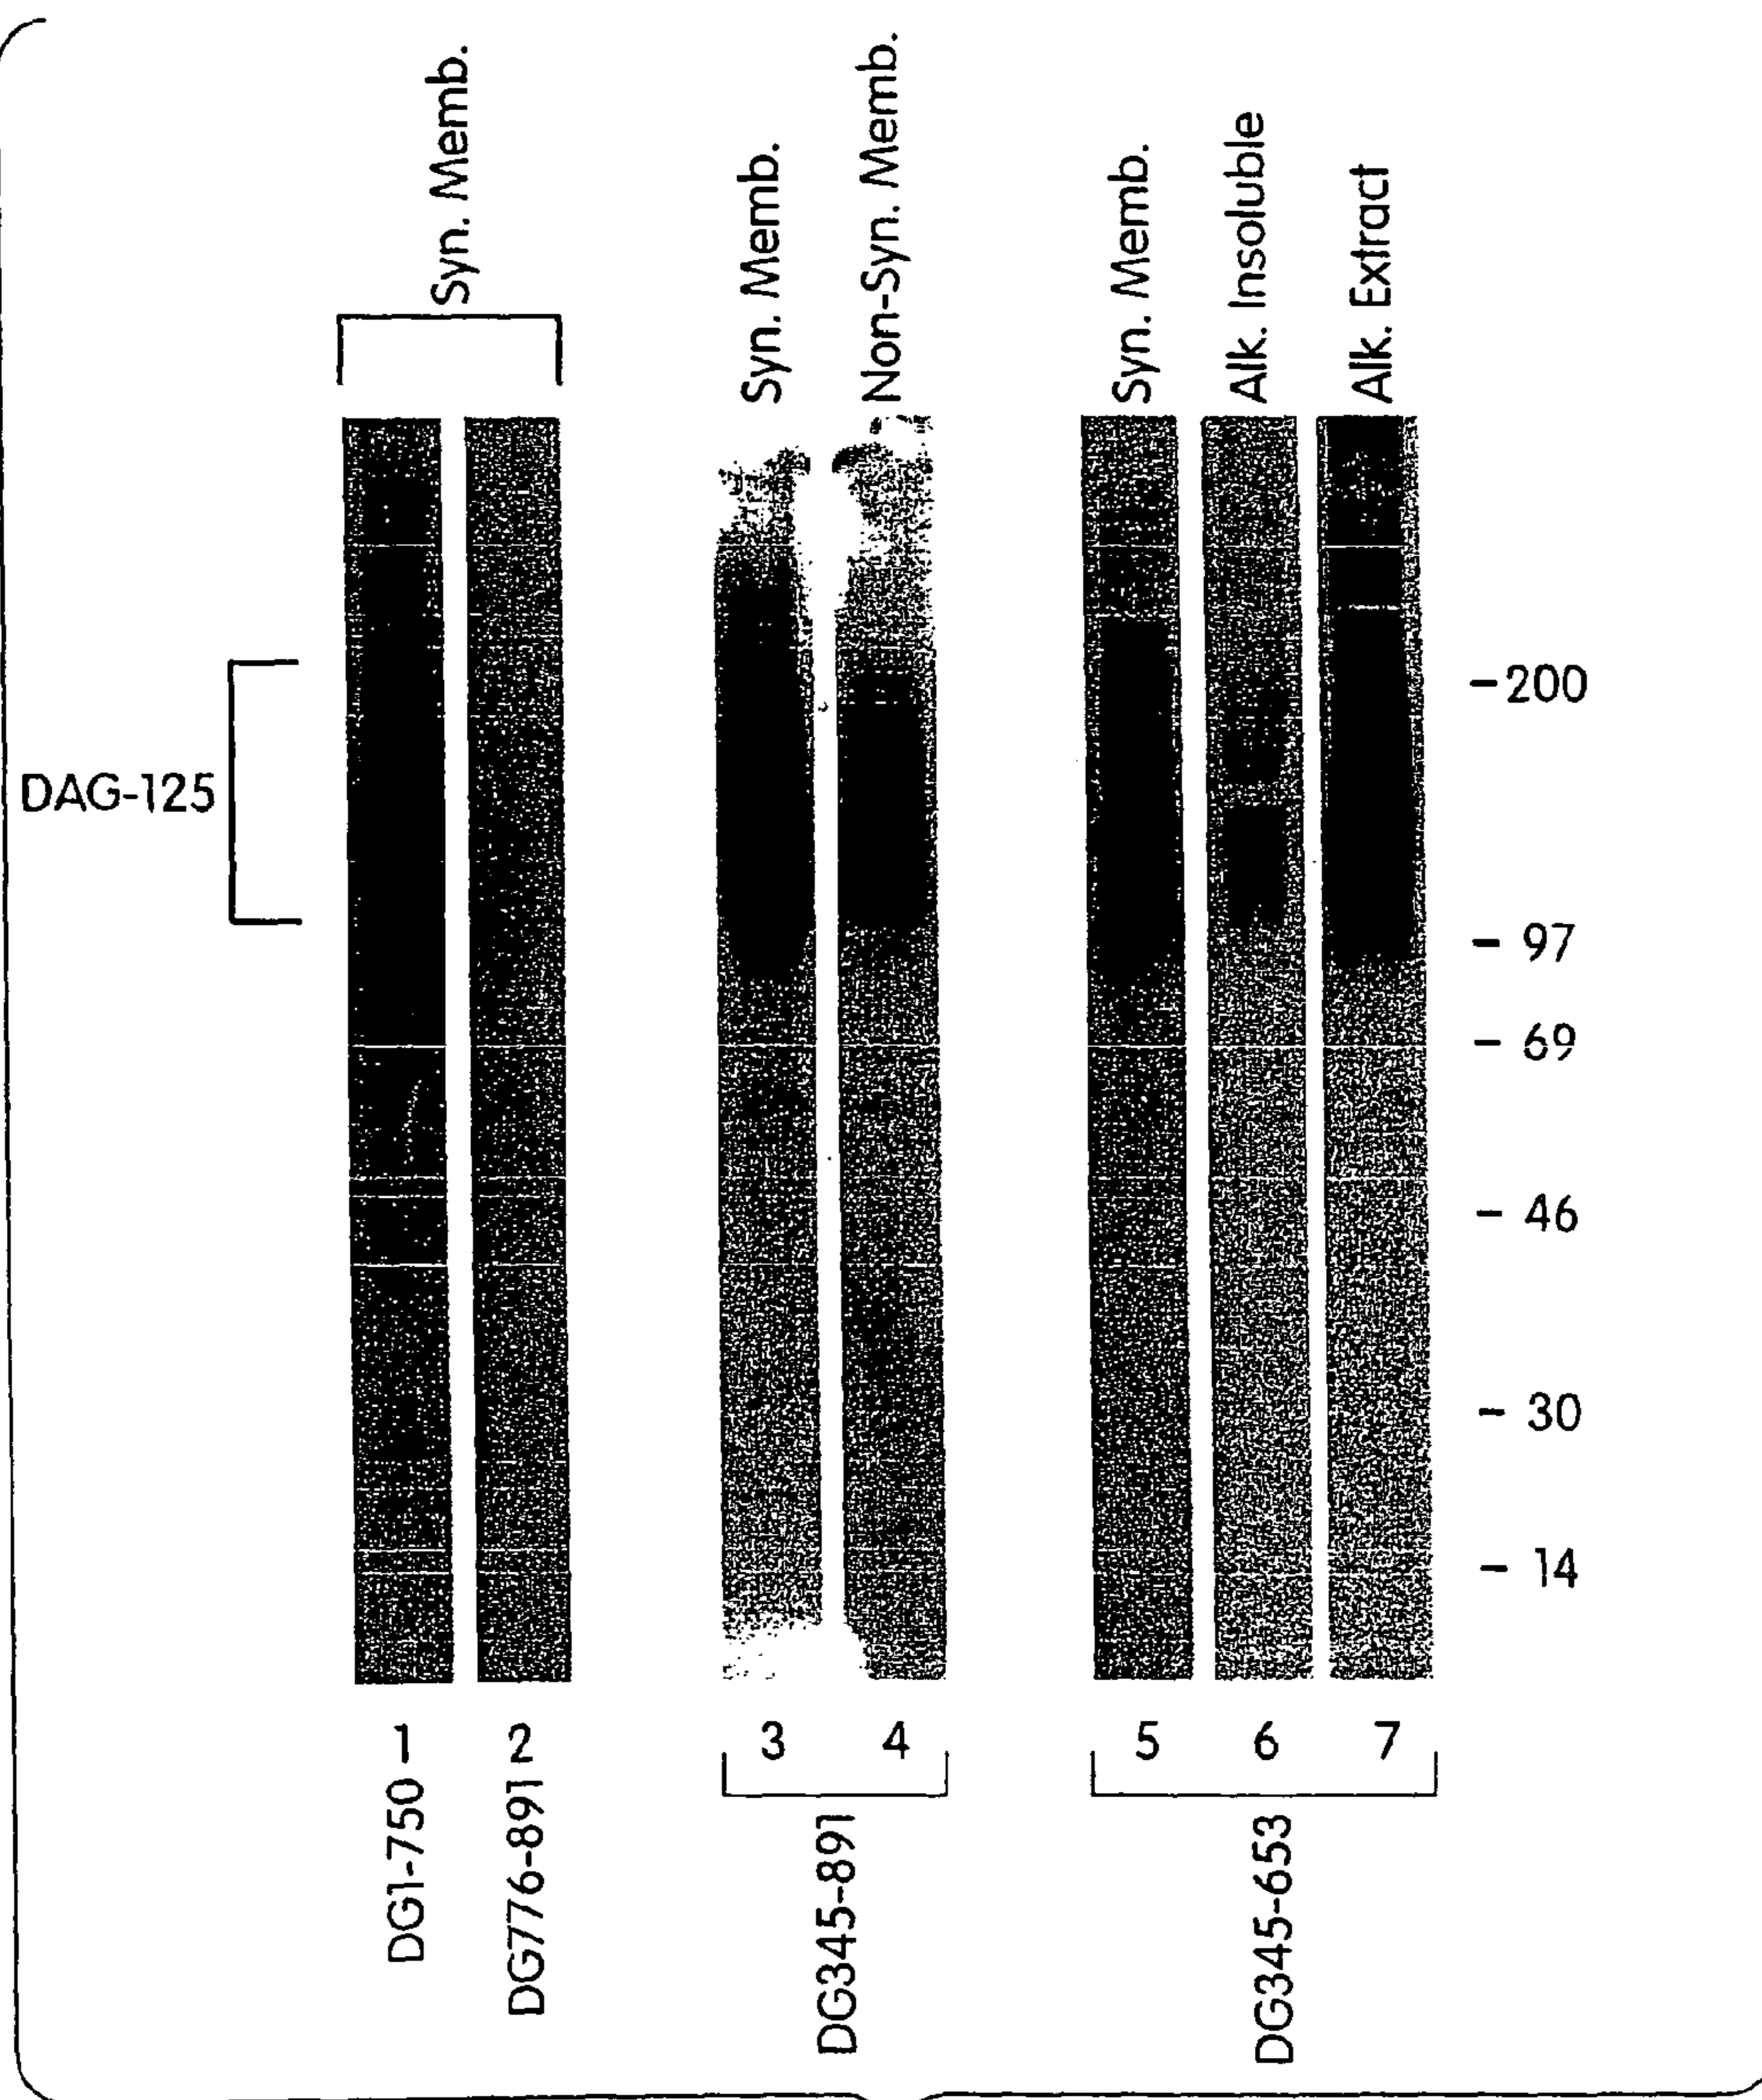 Syn. Memb.
Syn. Memb.
Non-Syn. Memb.
Syn. Memb.
Alk. Insoluble
Alk. Extract
DAG-125
-200
- 97
- 69
- 46
- 30
- 14
1
2
3
4
5
6
7
DG1-750
DG776-891
DG345-891
DG345-653